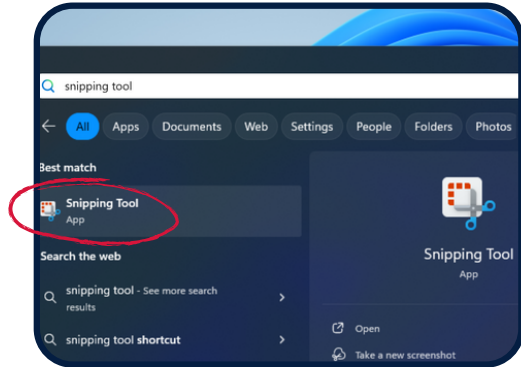 snipping tool
All Apps Documents Web Settings People Folders Photos
Best match
Snipping Tool
App
Search the web
snipping tool - See more search
results
snipping tool shortcut
Snipping Tool
App
Open
Take a new screenshot